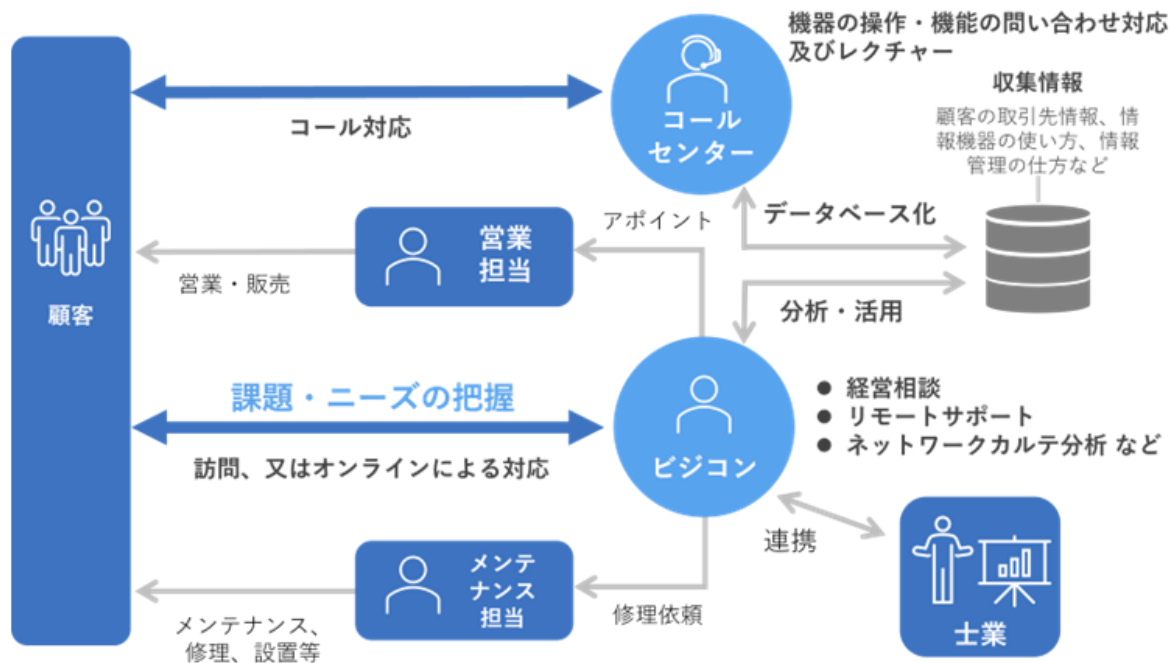 機器の操作・機能の問い合わせ対応
及びレクチャー
コール
センター
コール対応
収集情報
顧客の取引先情報、情
報機器の使い方、情報
管理の仕方など
データベース化
アポイント
営業
担当
営業・販売
顧客
分析・活用
課題・ニーズの把握
訪問、又はオンラインによる対応
ビジコン
● 経営相談
● リモートサポート
● ネットワークカルテ分析 など
連携
士業
メンテ
ナンス
担当
修理依頼
メンテナンス、
修理、設置等